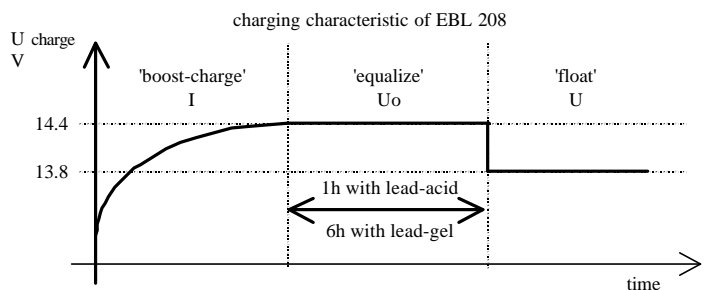 charging characteristic of EBL 208
U charge
V
'boost-charge'
I
'equalize'
Uo
'float'
U
14.4
13.8
1h with lead-acid
6h with lead-gel
time